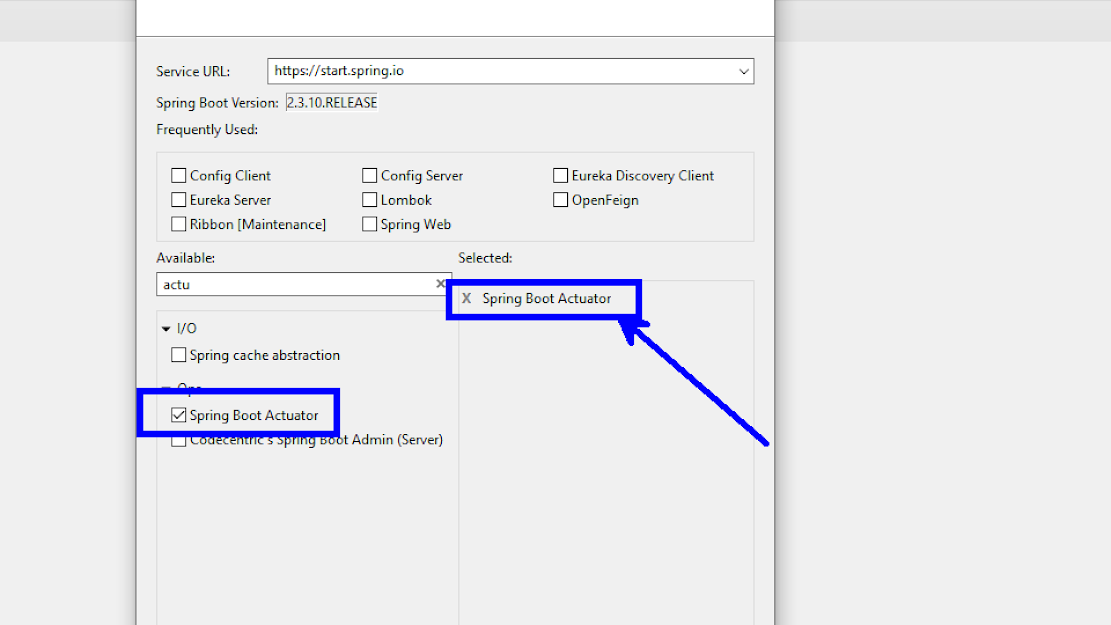 Service URL: https://start.spring.io
Spring Boot Version: 2.3.10.RELEASE
Frequently Used:
Config Client Config Server Eureka Discovery Client
Eureka Server Lombok OpenFeign
Ribbon [Maintenance] Spring Web
Available: Selected:
actu
X Spring Boot Actuator
I/O
Spring cache abstraction
Ops
Spring Boot Actuator
Codecentric's Spring Boot Admin (Server)